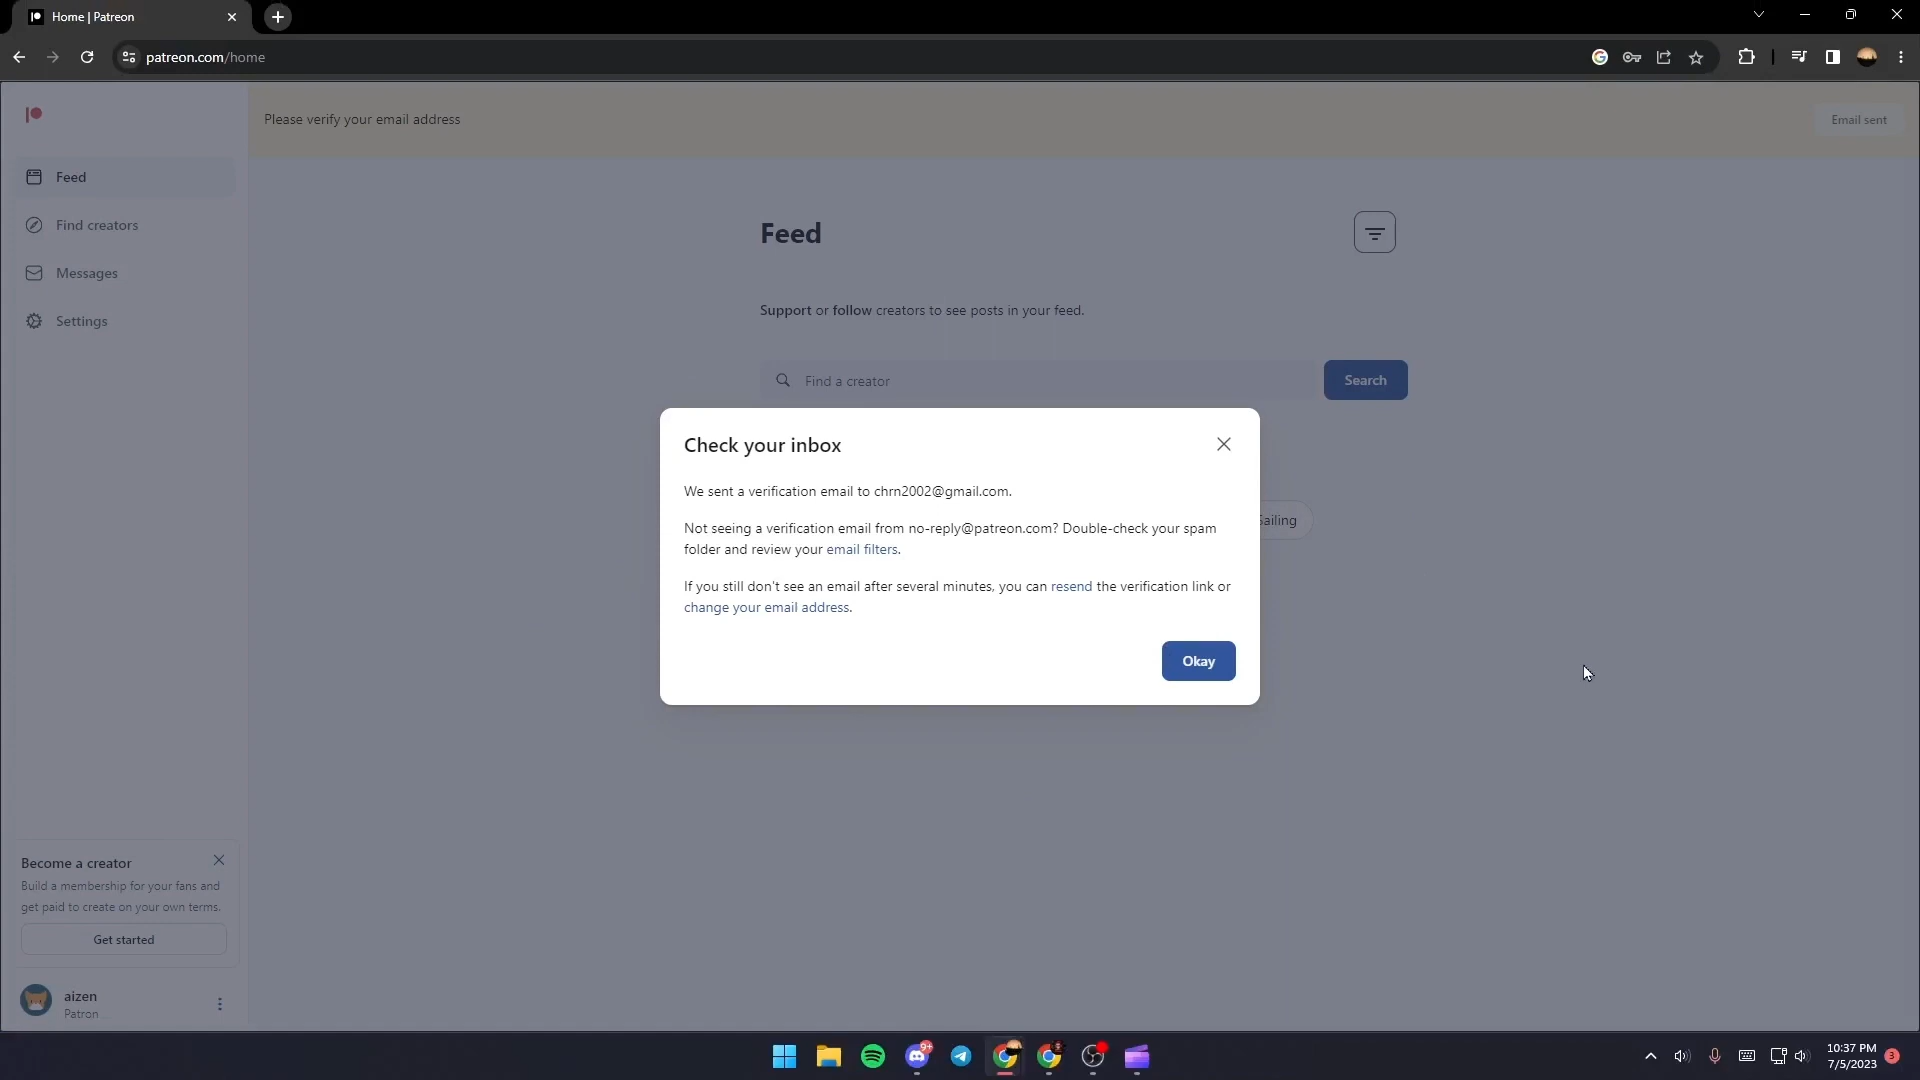 Home | Patreon
patreon.com/home
Please verify your email address
Email sent
Feed
Find creators
Messages
Settings
Feed
Support or follow creators to see posts in your feed.
Find a creator
Search
Sailing
Check your inbox
We sent a verification email to chrn2002@gmail.com.
Not seeing a verification email from no-reply@patreon.com? Double-check your spam
folder and review your email filters.
If you still don't see an email after several minutes, you can resend the verification link or
change your email address.
Okay
Become a creator
Build a membership for your fans and
get paid to create on your own terms.
Get started
aizen
Patron
9+
10:37 PM
7/5/2023
3